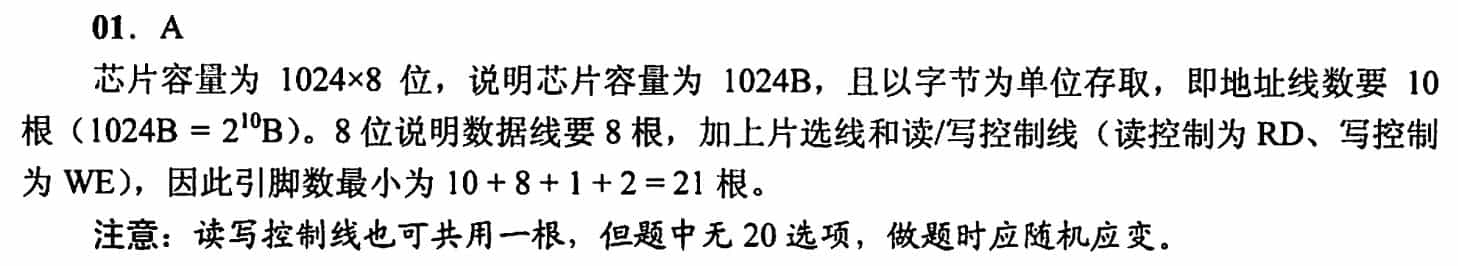 01. A
芯片容量为 1024×8 位，说明芯片容量为 1024B，且以字节为单位存取，即地址线数要 10
根（1024B = 2¹⁰B）。8 位说明数据线要 8 根，加上片选线和读/写控制线（读控制为 RD、写控制
为 WE），因此引脚数最小为 10 + 8 + 1 + 2 = 21 根。
注意：读写控制线也可共用一根，但题中无 20 选项，做题时应随机应变。